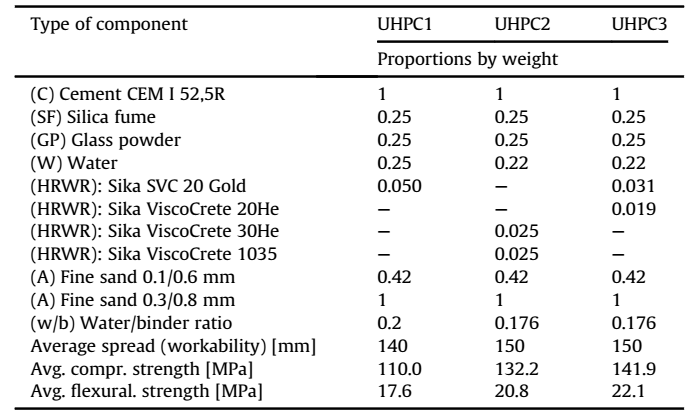 Type of component UHPC1 UHPC2 UHPC3
Proportions by weight
(C) Cement CEM I 52,5R 1 1 1
(SF) Silica fume 0.25 0.25 0.25
(GP) Glass powder 0.25 0.25 0.25
(W) Water 0.25 0.22 0.22
(HRWR): Sika SVC 20 Gold 0.050 − 0.031
(HRWR): Sika ViscoCrete 20He − − 0.019
(HRWR): Sika ViscoCrete 30He − 0.025 −
(HRWR): Sika ViscoCrete 1035 − 0.025 −
(A) Fine sand 0.1/0.6 mm 0.42 0.42 0.42
(A) Fine sand 0.3/0.8 mm 1 1 1
(w/b) Water/binder ratio 0.2 0.176 0.176
Average spread (workability) [mm] 140 150 150
Avg. compr. strength [MPa] 110.0 132.2 141.9
Avg. flexural. strength [MPa] 17.6 20.8 22.1